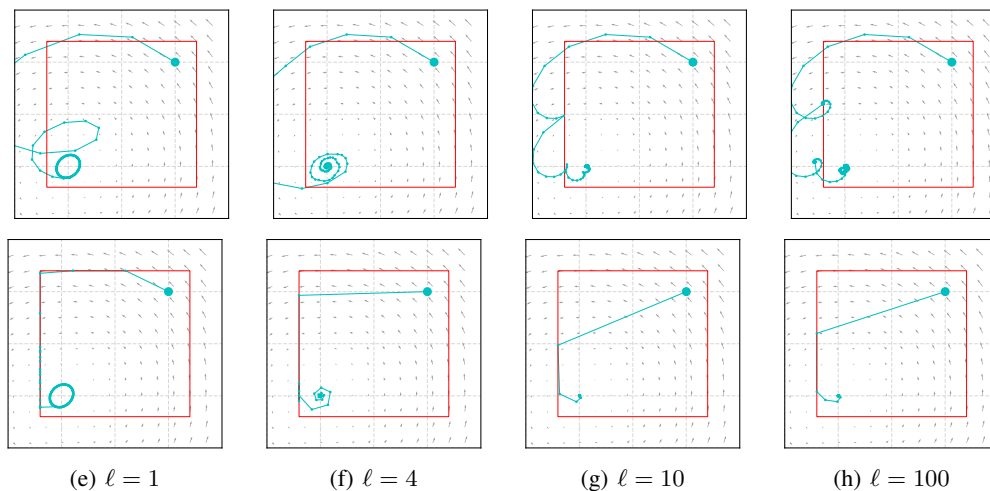 (e) ℓ = 1 (f) ℓ = 4 (g) ℓ = 10 (h) ℓ = 100